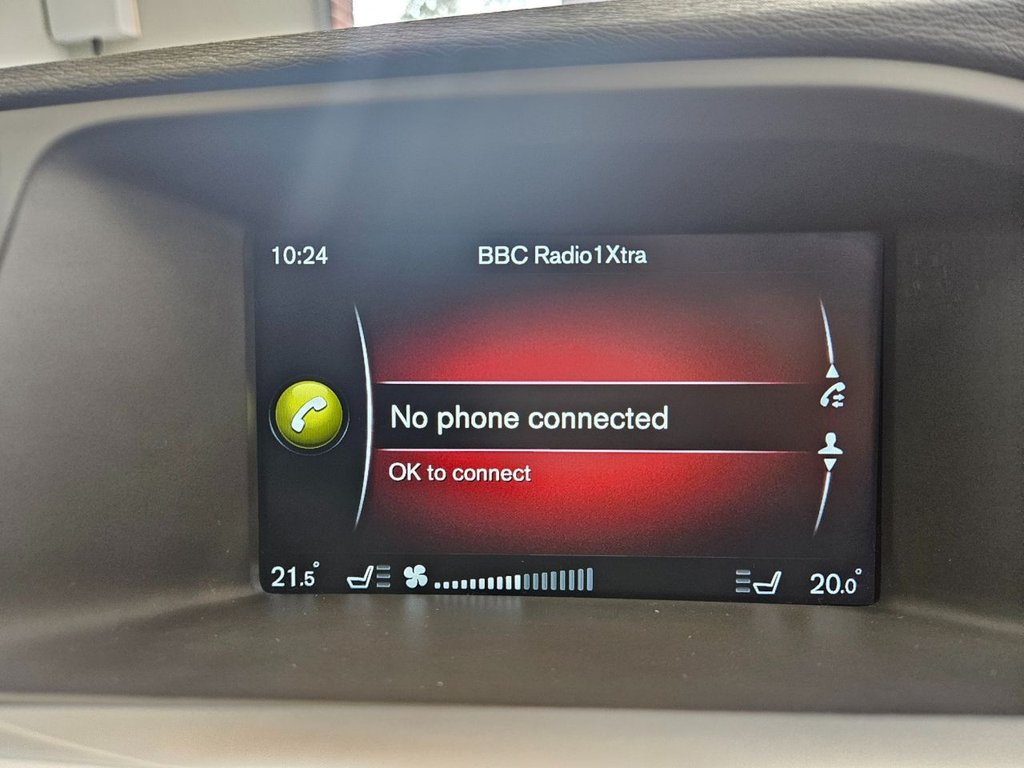 10:24
BBC Radio1Xtra
No phone connected
OK to connect
21.5°
20.0°